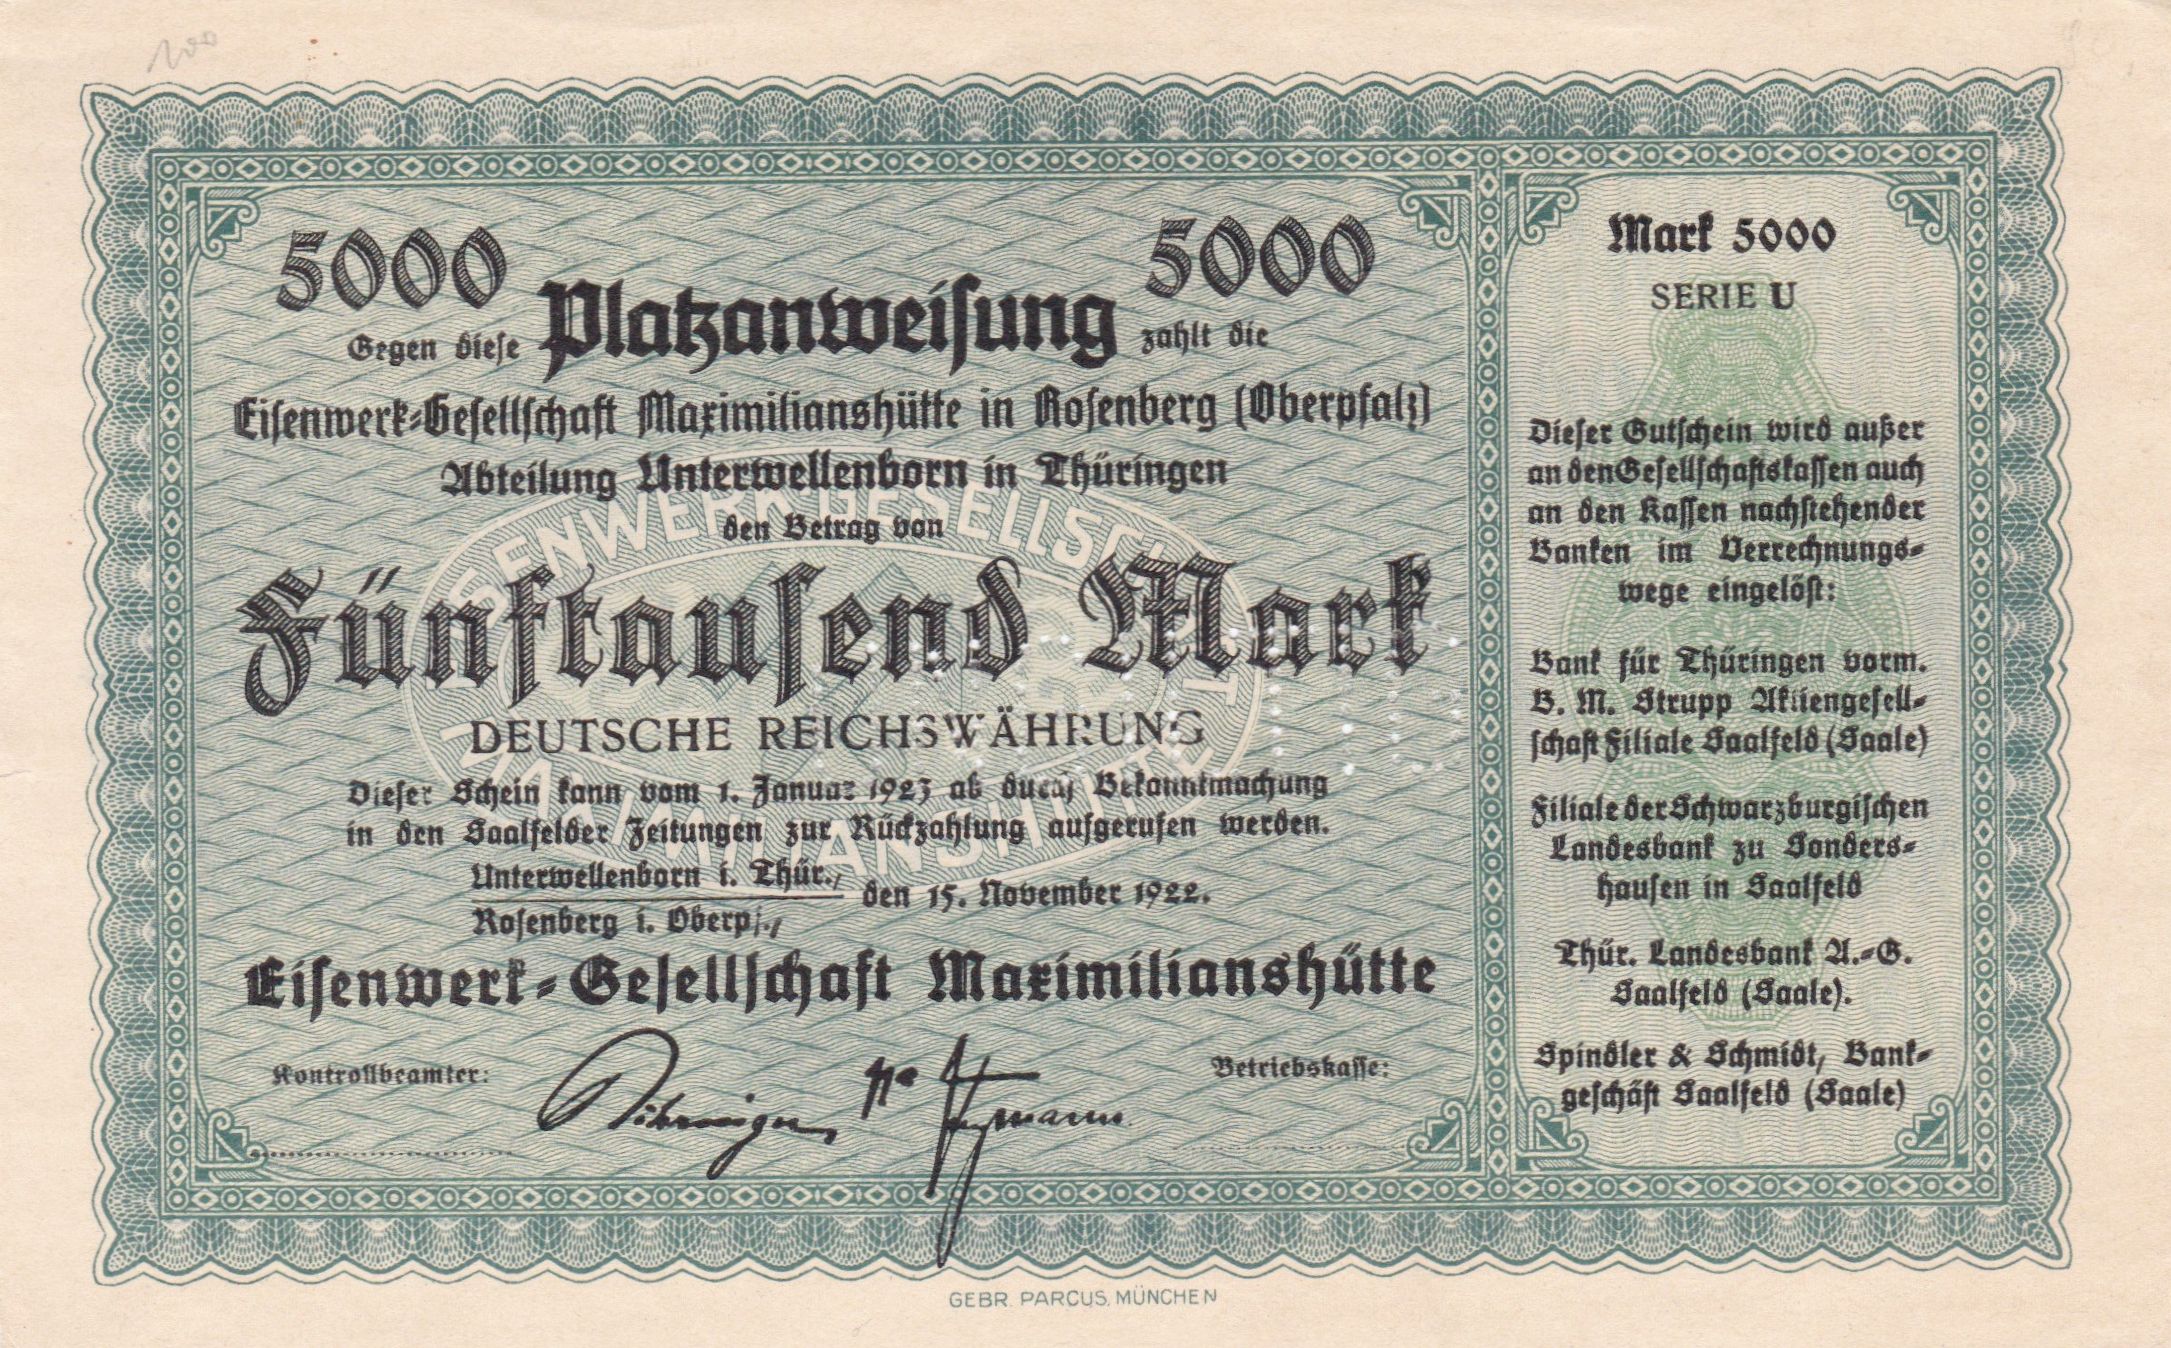 5000 5000
Gegen diese Platzanweisung zahlt die
Eisenwerk-Gesellschaft Maximilianshütte in Rosenberg (Oberpfalz)
Abteilung Unterwellenborn in Thüringen
den Betrag von
Fünftausend Mark
DEUTSCHE REICHSWÄHRUNG
Dieser Schein kann vom 1. Januar 1923 ab durch Bekanntmachung
in den Saalfelder Zeitungen zur Rückzahlung aufgerufen werden.
Unterwellenborn i. Thür.,
Rosenberg i. Oberpf.,
den 15. November 1922.
Eisenwerk-Gesellschaft Maximilianshütte
Kontrollbeamter:
Betriebskasse:
EISENWERK-GESELLSCHAFT
MAXIMILIANSHÜTTE
Mark 5000
SERIE U
Dieser Gutschein wird außer
an den Gesellschaftskassen auch
an den Kassen nachstehender
Banken im Verrechnungs-
wege eingelöst:
Bank für Thüringen vorm.
B. M. Strupp Aktiengesell-
schaft Filiale Saalfeld (Saale)
Filiale der Schwarzburgischen
Landesbank zu Sonders-
hausen in Saalfeld
Thür. Landesbank A.-G.
Saalfeld (Saale).
Spindler & Schmidt, Bank-
geschäft Saalfeld (Saale)
GEBR. PARCUS, MÜNCHEN